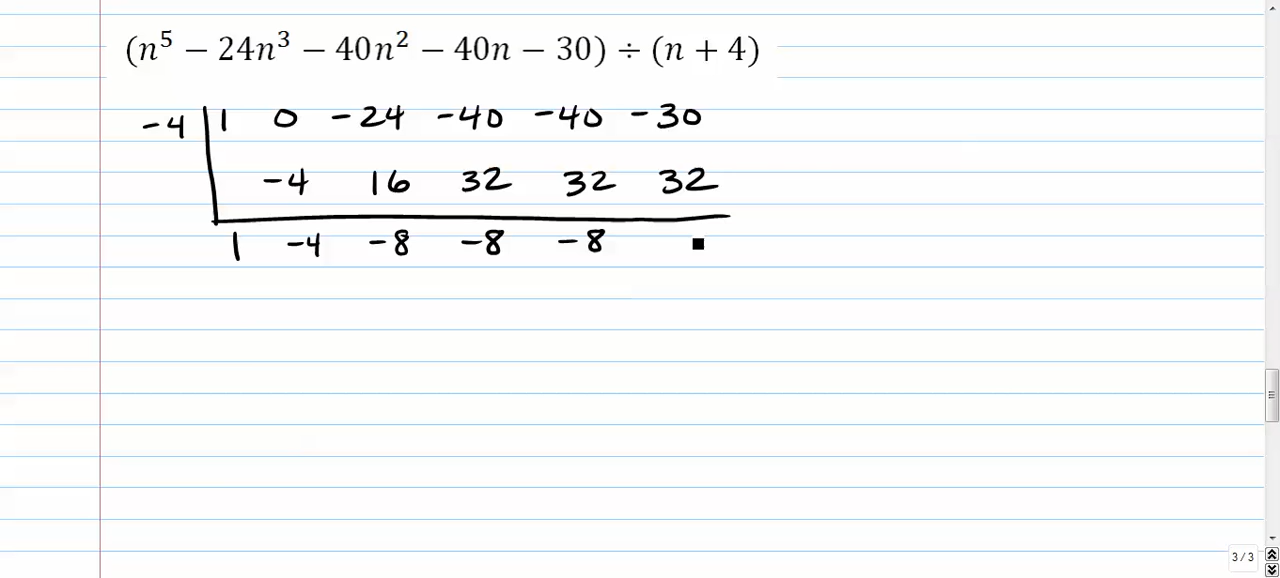 (n⁵ − 24n³ − 40n² − 40n − 30) ÷ (n + 4)
-4 | 1 0 -24 -40 -40 -30
-4 16 32 32 32
1 -4 -8 -8 -8
3 / 3